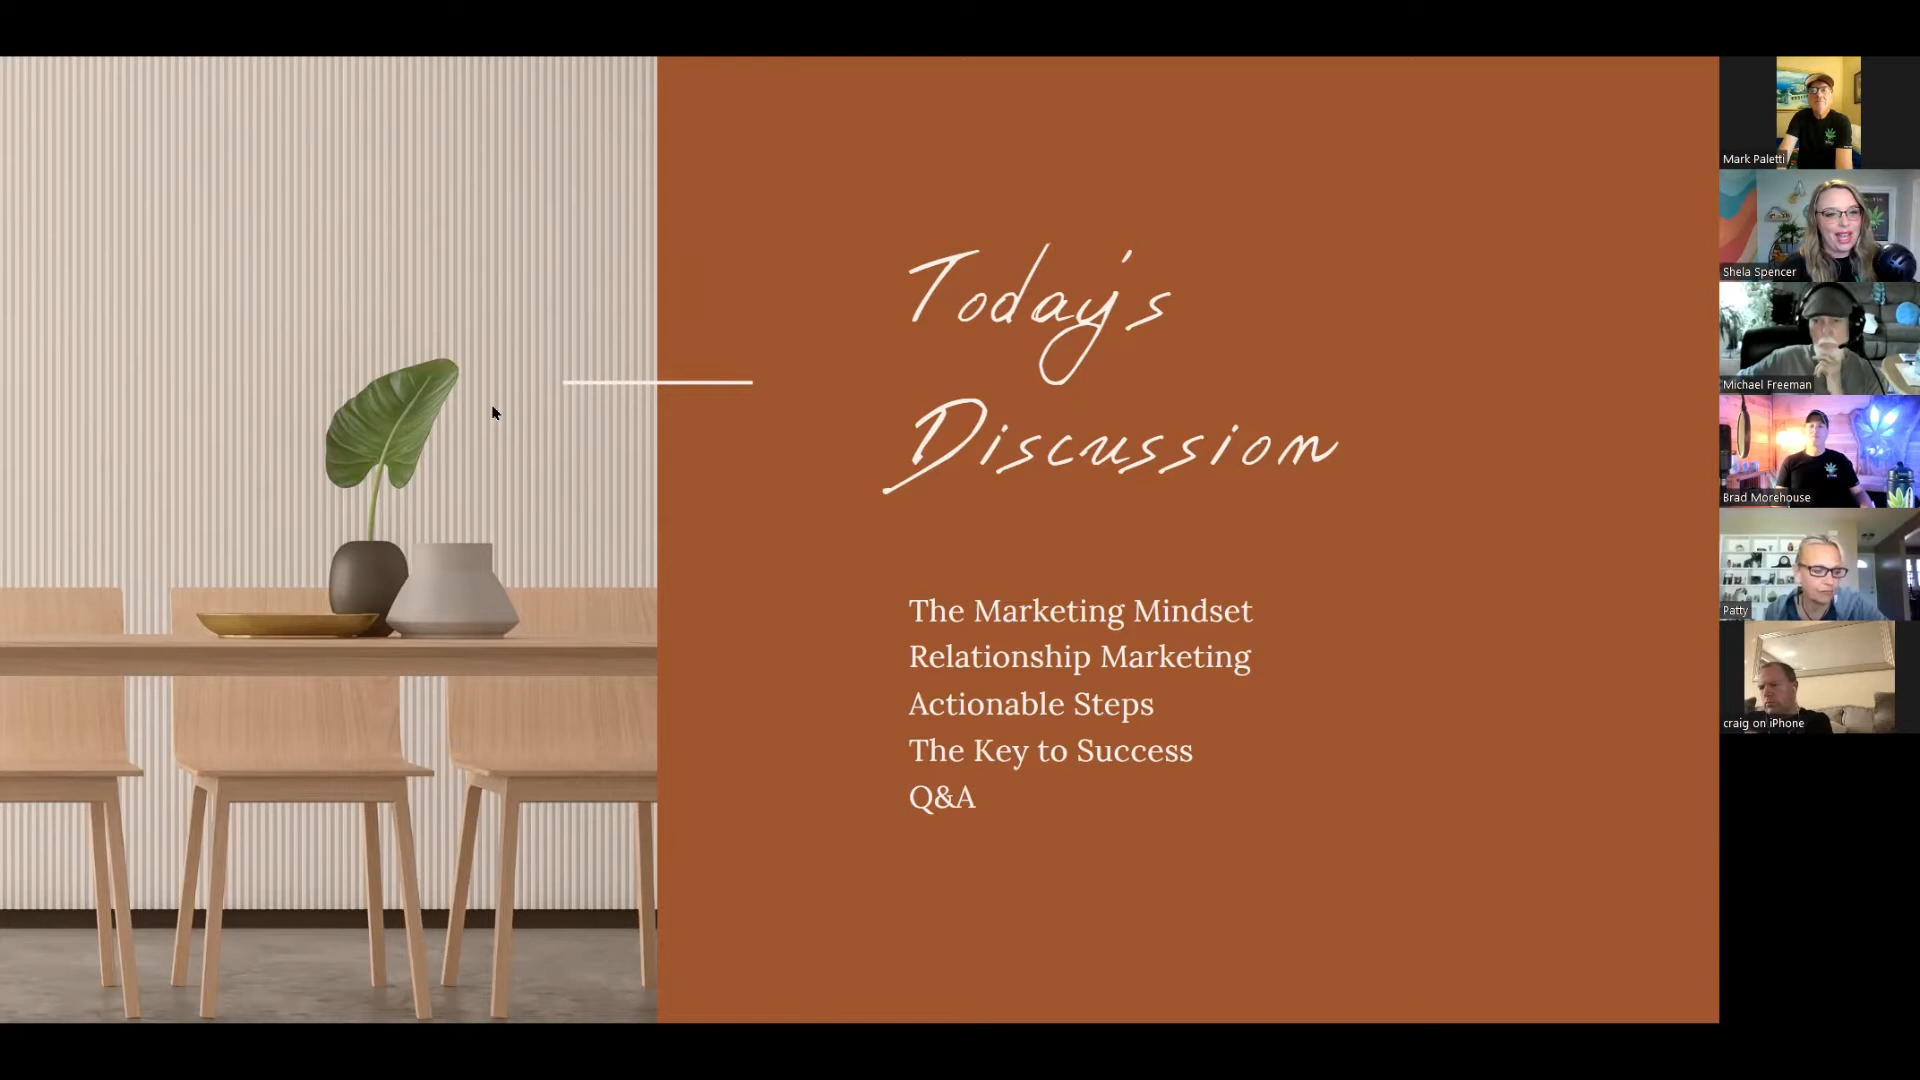 Today's
Discussion
The Marketing Mindset
Relationship Marketing
Actionable Steps
The Key to Success
Q&A
Mark Paletti
Shela Spencer
Michael Freeman
Brad Morehouse
Patty
craig on iPhone